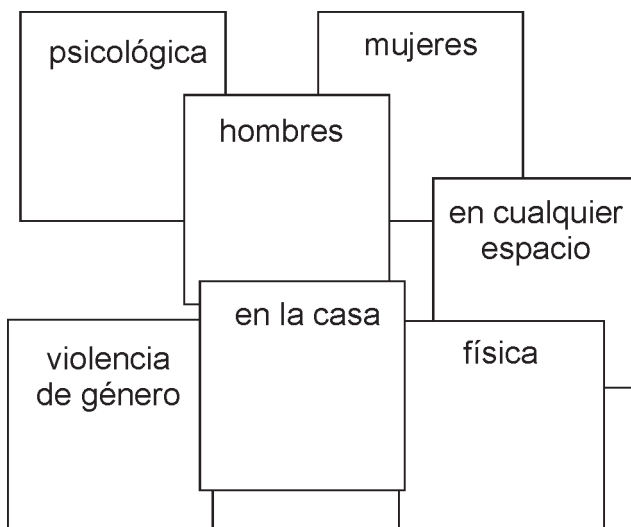 psicológica
mujeres
hombres
en cualquier
espacio
en la casa
violencia
de género
física